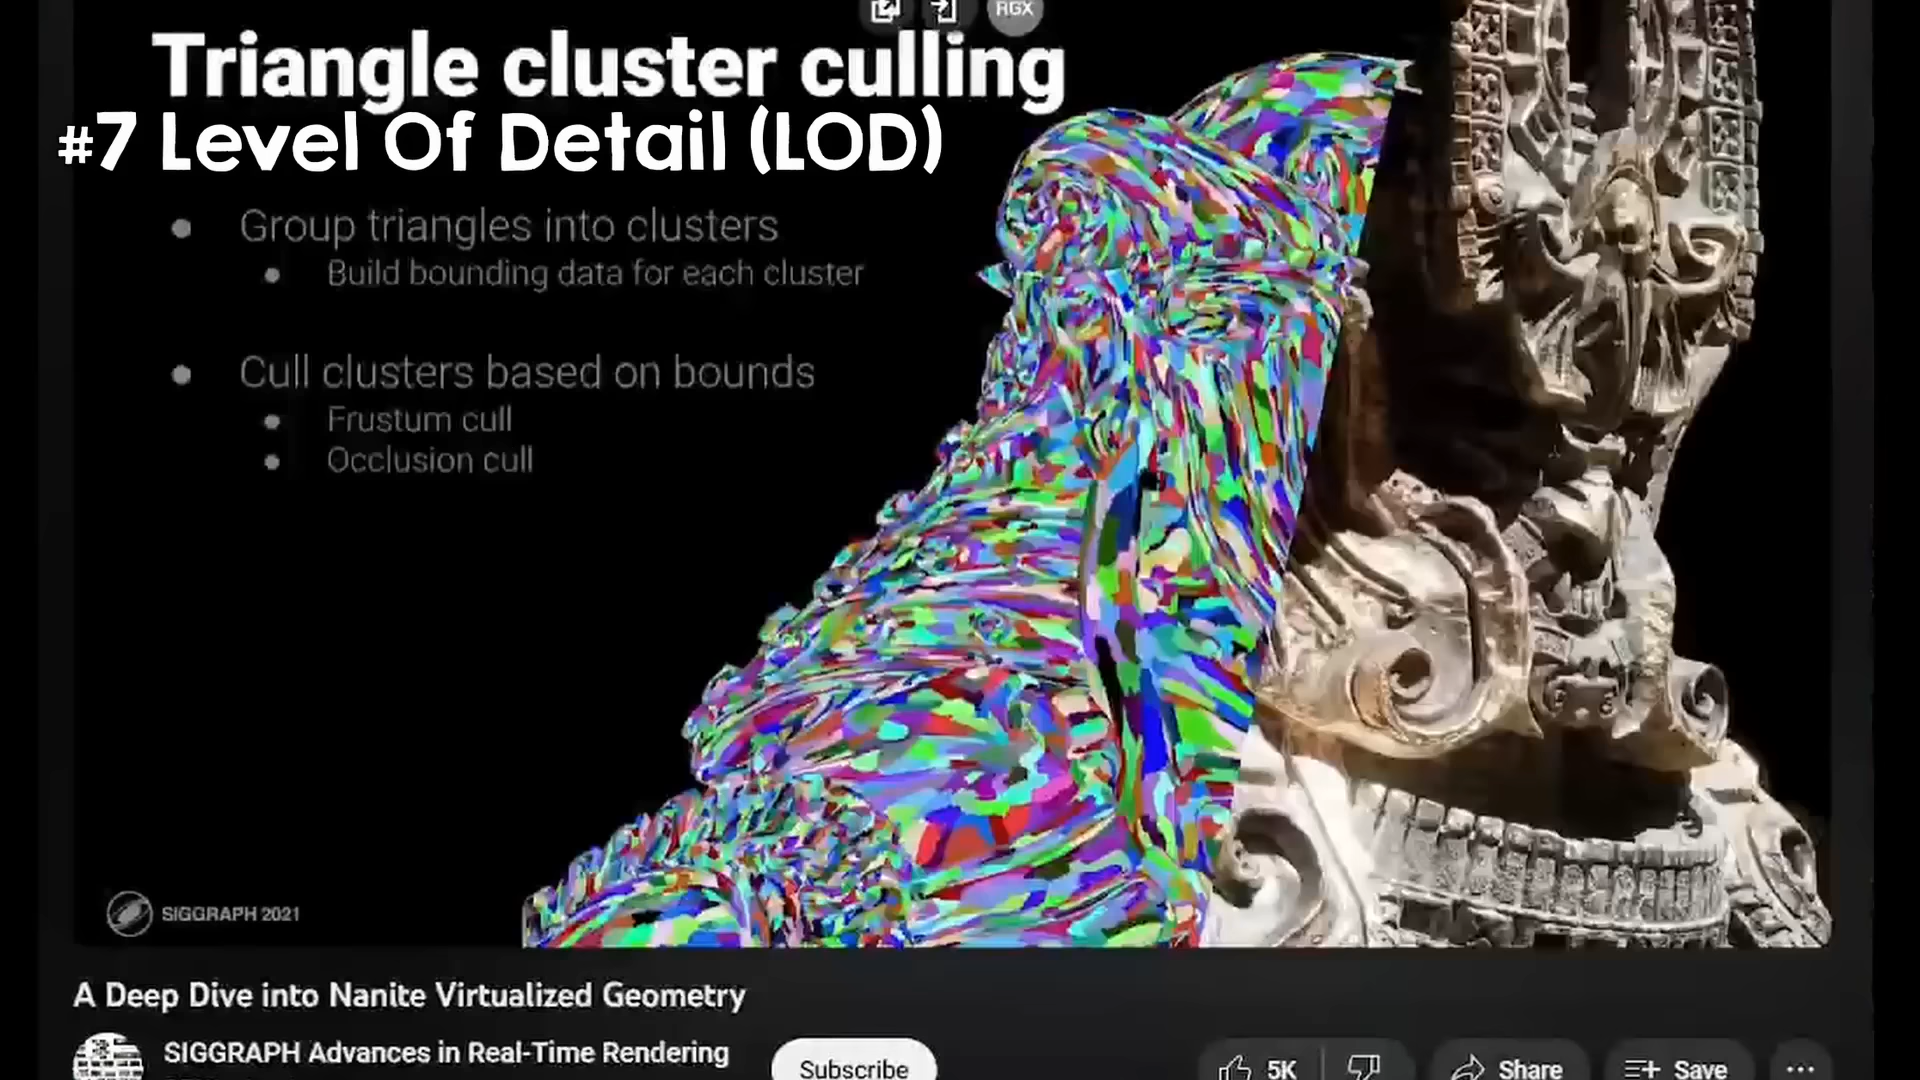 RGX
Triangle cluster culling
#7 Level Of Detail (LOD)
Group triangles into clusters
Build bounding data for each cluster
Cull clusters based on bounds
Frustum cull
Occlusion cull
SIGGRAPH 2021
A Deep Dive into Nanite Virtualized Geometry
SIGGRAPH Advances in Real-Time Rendering
Subscribe
5K
Share
Save